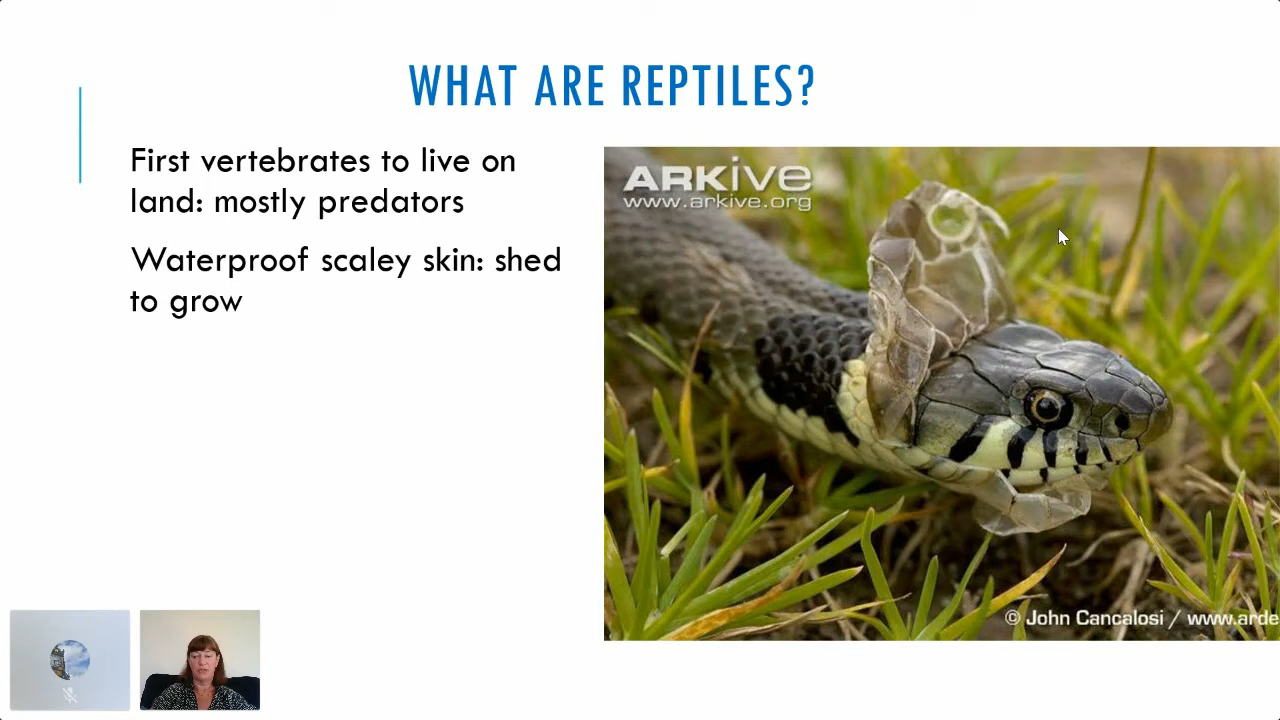 WHAT ARE REPTILES?
First vertebrates to live on
land: mostly predators
Waterproof scaley skin: shed
to grow
ARKive
www.arkive.org
© John Cancalosi / www.arde